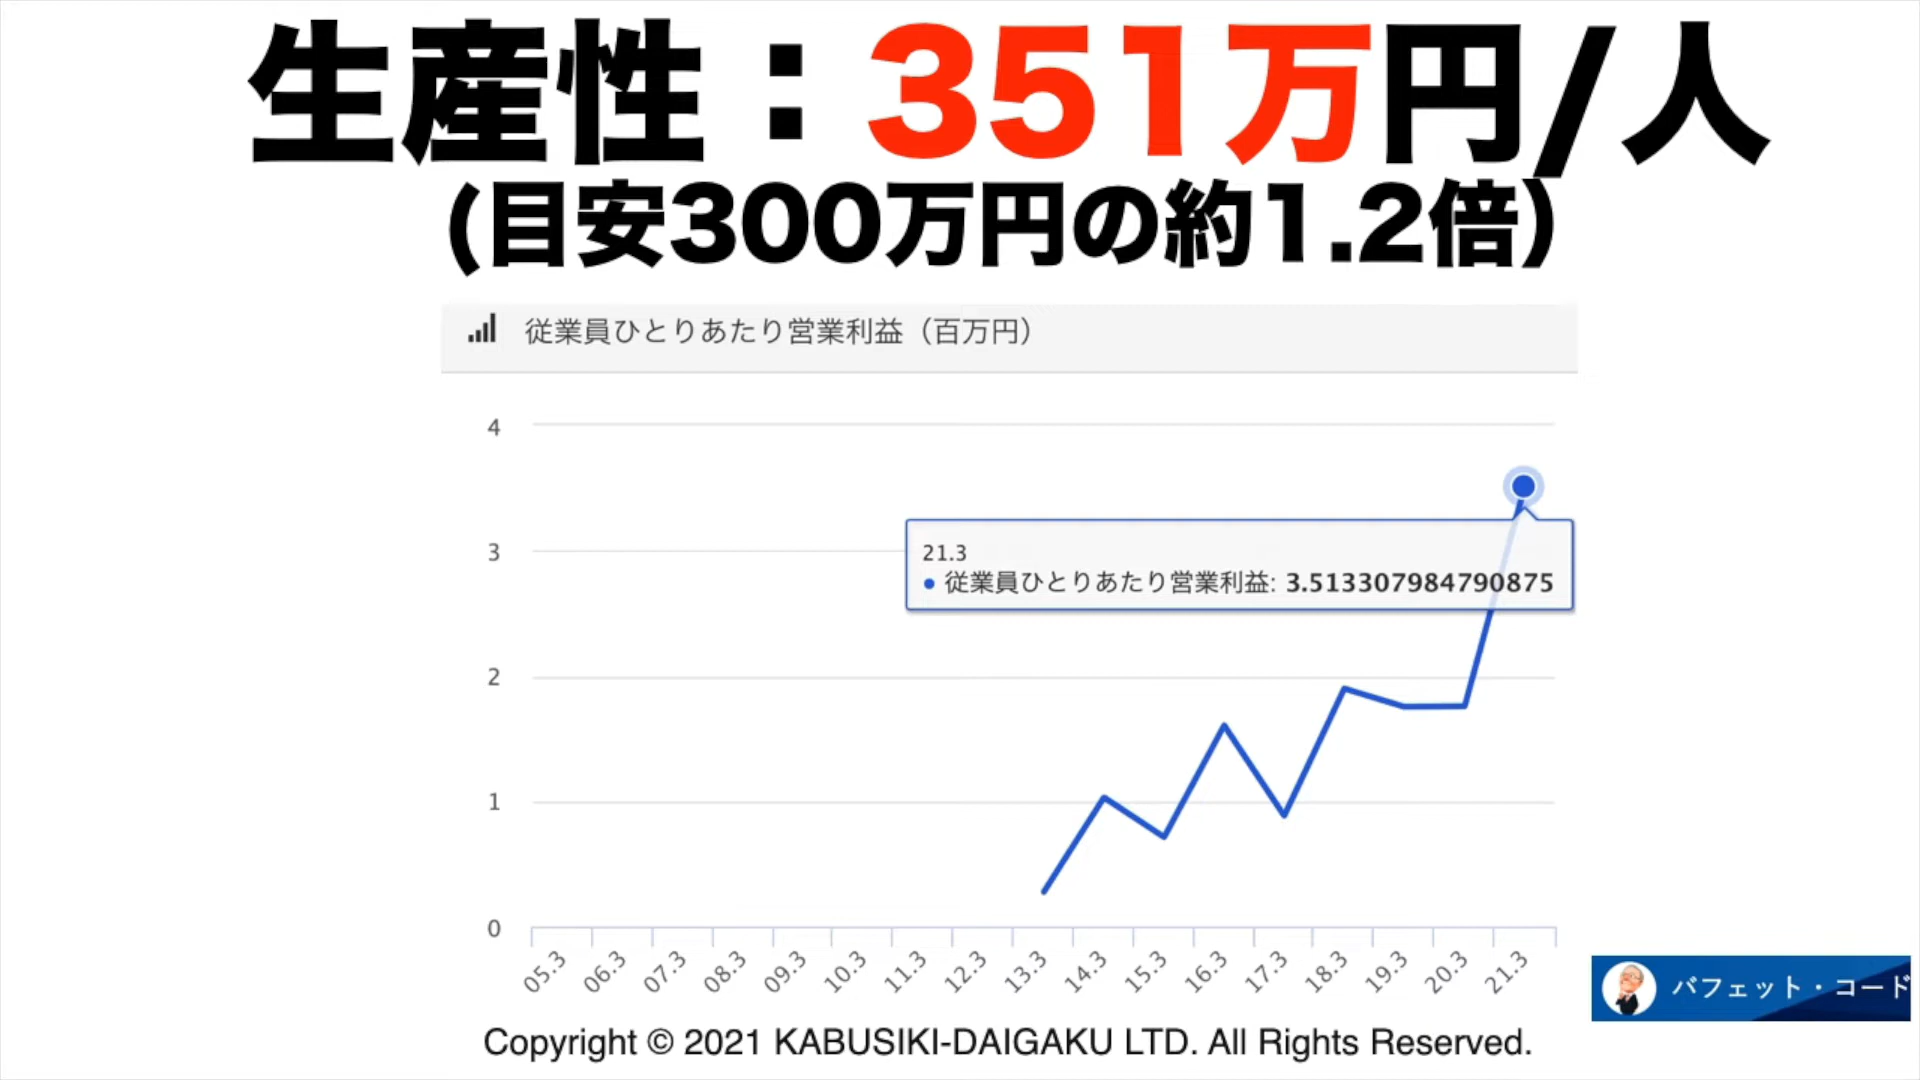 生産性：351万円/人
(目安300万円の約1.2倍)
従業員ひとりあたり営業利益（百万円）
4
3
21.3
従業員ひとりあたり営業利益: 3.5133079847908​75
2
1
0
05.3 06.3 07.3 08.3 09.3 10.3 11.3 12.3 13.3 14.3 15.3 16.3 17.3 18.3 19.3 20.3 21.3
バフェット・コード
Copyright © 2021 KABUSIKI-DAIGAKU LTD. All Rights Reserved.